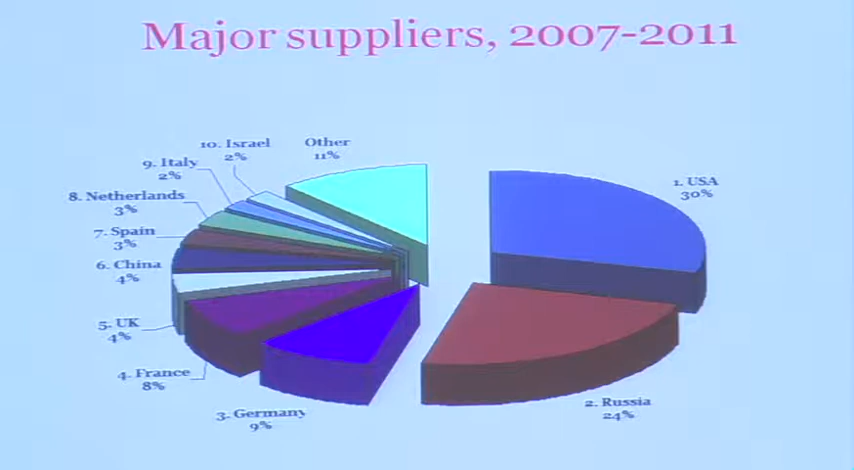 Major suppliers, 2007-2011
Other
11%
1. USA
30%
2. Russia
24%
3. Germany
9%
4. France
8%
5. UK
4%
6. China
4%
7. Spain
3%
8. Netherlands
3%
9. Italy
2%
10. Israel
2%